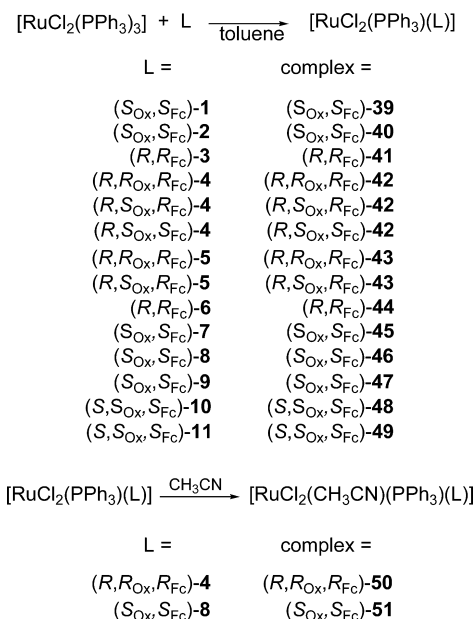 [RuCl2(PPh3)3] + L toluene [RuCl2(PPh3)(L)]
L = complex =
(SOx,SFc)-1 (SOx,SFc)-39
(SOx,SFc)-2 (SOx,SFc)-40
(R,RFc)-3 (R,RFc)-41
(R,ROx,RFc)-4 (R,ROx,RFc)-42
(R,SOx,RFc)-4 (R,SOx,RFc)-42
(R,SOx,RFc)-4 (R,SOx,RFc)-42
(R,ROx,RFc)-5 (R,ROx,RFc)-43
(R,SOx,RFc)-5 (R,SOx,RFc)-43
(R,RFc)-6 (R,RFc)-44
(SOx,SFc)-7 (SOx,SFc)-45
(SOx,SFc)-8 (SOx,SFc)-46
(SOx,SFc)-9 (SOx,SFc)-47
(S,SOx,SFc)-10 (S,SOx,SFc)-48
(S,SOx,SFc)-11 (S,SOx,SFc)-49
[RuCl2(PPh3)(L)] CH3CN [RuCl2(CH3CN)(PPh3)(L)]
L = complex =
(R,ROx,RFc)-4 (R,ROx,RFc)-50
(SOx,SFc)-8 (SOx,SFc)-51